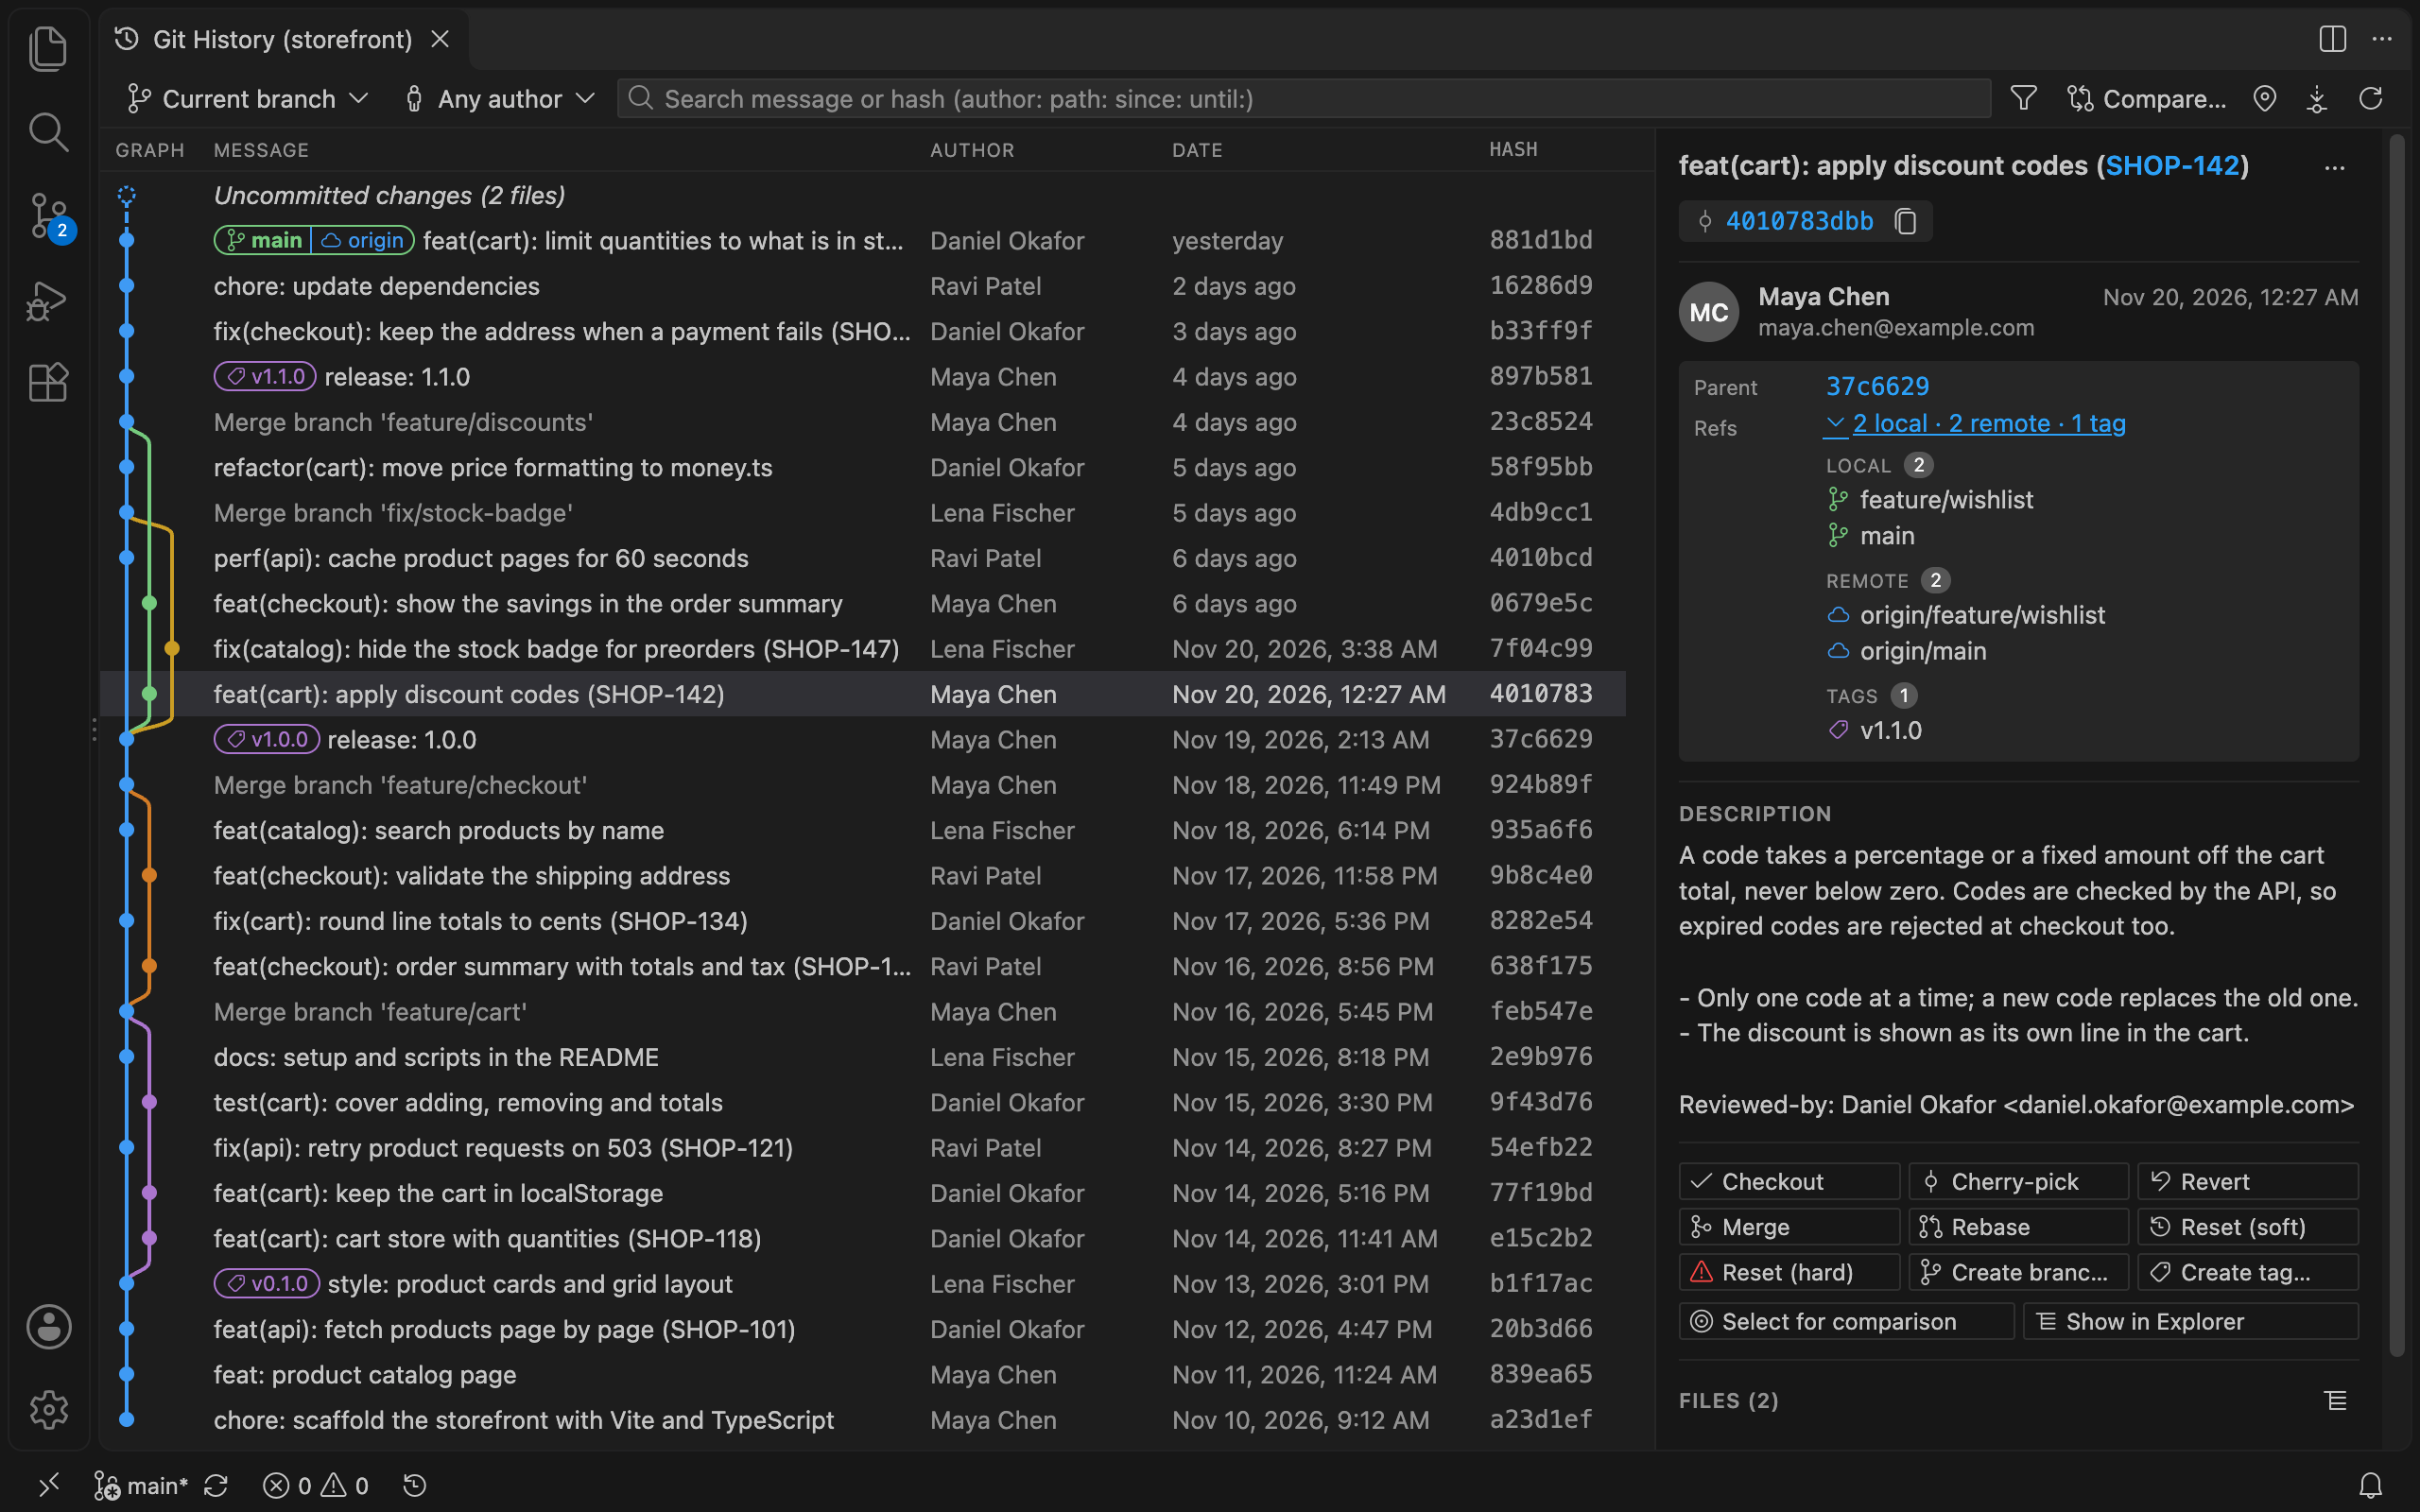 Git History (storefront)
Current branch
Any author
Search message or hash (author: path: since: until:)
Compare...
GRAPH MESSAGE AUTHOR DATE HASH
Uncommitted changes (2 files)
main origin feat(cart): limit quantities to what is in st... Daniel Okafor yesterday 881d1bd
chore: update dependencies Ravi Patel 2 days ago 16286d9
fix(checkout): keep the address when a payment fails (SHO... Daniel Okafor 3 days ago b33ff9f
v1.1.0 release: 1.1.0 Maya Chen 4 days ago 897b581
Merge branch 'feature/discounts' Maya Chen 4 days ago 23c8524
refactor(cart): move price formatting to money.ts Daniel Okafor 5 days ago 58f95bb
Merge branch 'fix/stock-badge' Lena Fischer 5 days ago 4db9cc1
perf(api): cache product pages for 60 seconds Ravi Patel 6 days ago 4010bcd
feat(checkout): show the savings in the order summary Maya Chen 6 days ago 0679e5c
fix(catalog): hide the stock badge for preorders (SHOP-147) Lena Fischer Nov 20, 2026, 3:38 AM 7f04c99
feat(cart): apply discount codes (SHOP-142) Maya Chen Nov 20, 2026, 12:27 AM 4010783
v1.0.0 release: 1.0.0 Maya Chen Nov 19, 2026, 2:13 AM 37c6629
Merge branch 'feature/checkout' Maya Chen Nov 18, 2026, 11:49 PM 924b89f
feat(catalog): search products by name Lena Fischer Nov 18, 2026, 6:14 PM 935a6f6
feat(checkout): validate the shipping address Ravi Patel Nov 17, 2026, 11:58 PM 9b8c4e0
fix(cart): round line totals to cents (SHOP-134) Daniel Okafor Nov 17, 2026, 5:36 PM 8282e54
feat(checkout): order summary with totals and tax (SHOP-1... Ravi Patel Nov 16, 2026, 8:56 PM 638f175
Merge branch 'feature/cart' Maya Chen Nov 16, 2026, 5:45 PM feb547e
docs: setup and scripts in the README Lena Fischer Nov 15, 2026, 8:18 PM 2e9b976
test(cart): cover adding, removing and totals Daniel Okafor Nov 15, 2026, 3:30 PM 9f43d76
fix(api): retry product requests on 503 (SHOP-121) Ravi Patel Nov 14, 2026, 8:27 PM 54efb22
feat(cart): keep the cart in localStorage Daniel Okafor Nov 14, 2026, 5:16 PM 77f19bd
feat(cart): cart store with quantities (SHOP-118) Daniel Okafor Nov 14, 2026, 11:41 AM e15c2b2
v0.1.0 style: product cards and grid layout Lena Fischer Nov 13, 2026, 3:01 PM b1f17ac
feat(api): fetch products page by page (SHOP-101) Daniel Okafor Nov 12, 2026, 4:47 PM 20b3d66
feat: product catalog page Maya Chen Nov 11, 2026, 11:24 AM 839ea65
chore: scaffold the storefront with Vite and TypeScript Maya Chen Nov 10, 2026, 9:12 AM a23d1ef
feat(cart): apply discount codes (SHOP-142)
4010783dbb
MC
Maya Chen Nov 20, 2026, 12:27 AM
maya.chen@example.com
Parent 37c6629
Refs 2 local · 2 remote · 1 tag
LOCAL 2
feature/wishlist
main
REMOTE 2
origin/feature/wishlist
origin/main
TAGS 1
v1.1.0
DESCRIPTION
A code takes a percentage or a fixed amount off the cart
total, never below zero. Codes are checked by the API, so
expired codes are rejected at checkout too.
- Only one code at a time; a new code replaces the old one.
- The discount is shown as its own line in the cart.
Reviewed-by: Daniel Okafor <daniel.okafor@example.com>
Checkout Cherry-pick Revert
Merge Rebase Reset (soft)
Reset (hard) Create branc... Create tag...
Select for comparison Show in Explorer
FILES (2)
2
main* 0 0